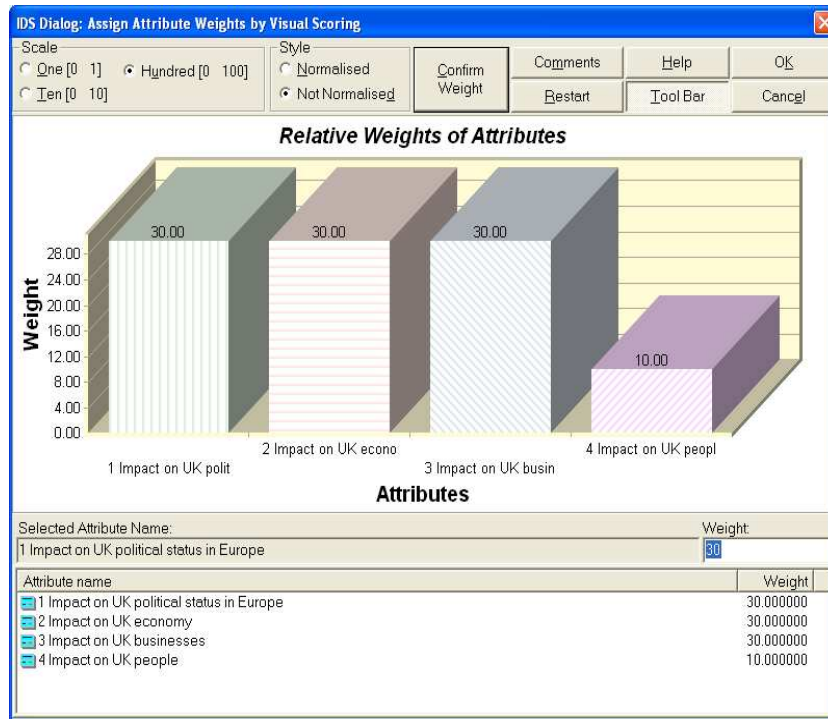 IDS Dialog: Assign Attribute Weights by Visual Scoring
Scale
One [0 1]
Hundred [0 100]
Ten [0 10]
Style
Normalised
Not Normalised
Confirm
Weight
Comments
Help
OK
Restart
Tool Bar
Cancel
Relative Weights of Attributes
30.00
30.00
30.00
10.00
28.00
24.00
20.00
16.00
12.00
8.00
4.00
0.00
Weight
1 Impact on UK polit
2 Impact on UK econo
3 Impact on UK busin
4 Impact on UK peopl
Attributes
Selected Attribute Name:
Weight:
1 Impact on UK political status in Europe
30
Attribute name Weight
1 Impact on UK political status in Europe 30.000000
2 Impact on UK economy 30.000000
3 Impact on UK businesses 30.000000
4 Impact on UK people 10.000000